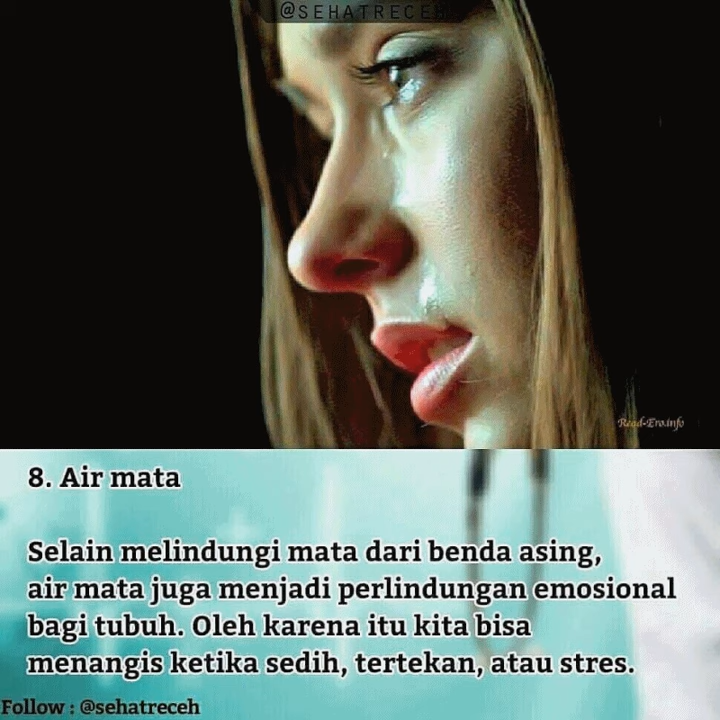 @SEHATRECEH
Read-Ero.info
8. Air mata
Selain melindungi mata dari benda asing,
air mata juga menjadi perlindungan emosional
bagi tubuh. Oleh karena itu kita bisa
menangis ketika sedih, tertekan, atau stres.
Follow : @sehatreceh